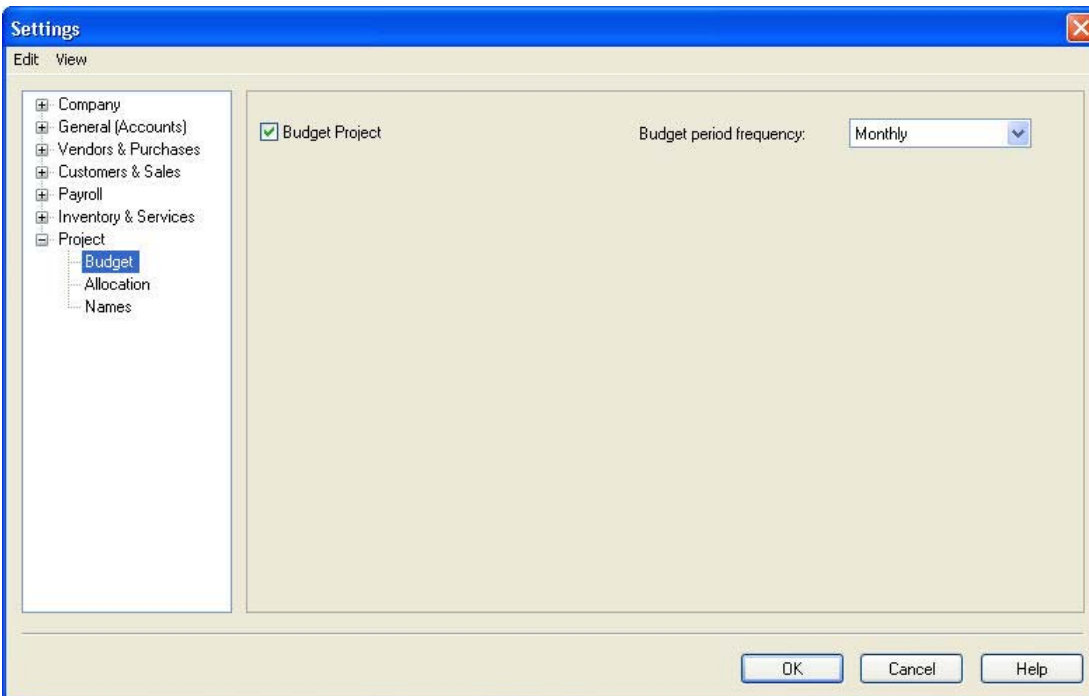 Settings
Edit View
Company
General (Accounts)
Vendors & Purchases
Customers & Sales
Payroll
Inventory & Services
Project
Budget
Allocation
Names
Budget Project
Budget period frequency:
Monthly
OK
Cancel
Help